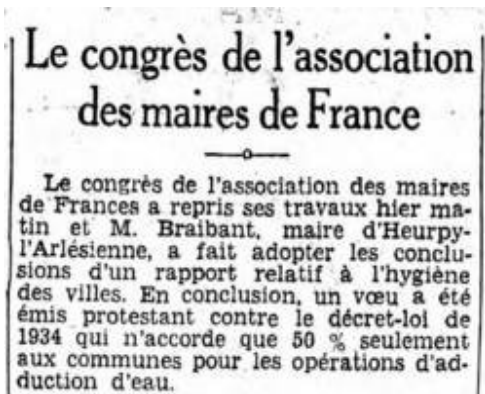 Le congrès de l'association
des maires de France
Le congrès de l'association des maires
de Frances a repris ses travaux hier ma-
tin et M. Braibant, maire d'Heurpy-
l'Arlésienne, a fait adopter les conclu-
sions d'un rapport relatif à l'hygiène
des villes. En conclusion, un vœu a été
émis protestant contre le décret-loi de
1934 qui n'accorde que 50 % seulement
aux communes pour les opérations d'ad-
duction d'eau.